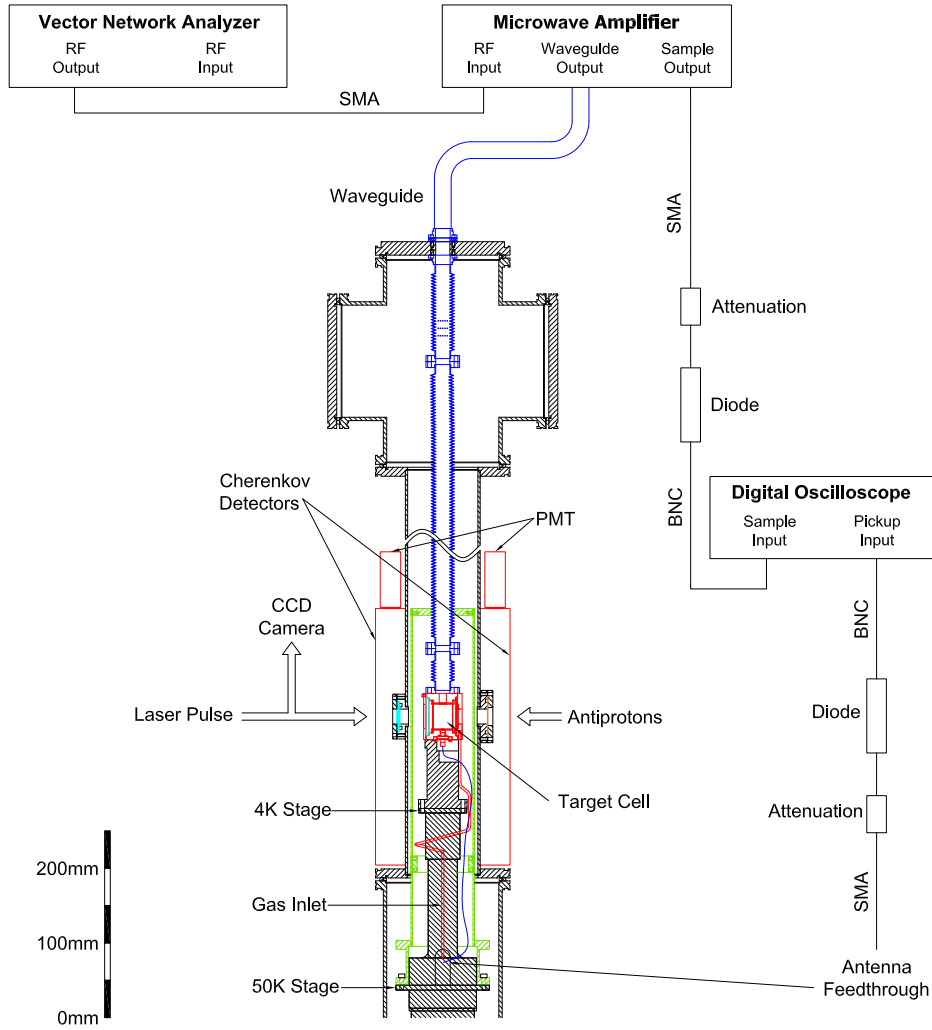 Vector Network Analyzer
RF
Output
RF
Input
Microwave Amplifier
RF
Input
Waveguide
Output
Sample
Output
SMA
Waveguide
SMA
Attenuation
Diode
BNC
Digital Oscilloscope
Sample
Input
Pickup
Input
Cherenkov
Detectors
PMT
CCD
Camera
BNC
Laser Pulse
Antiprotons
Diode
Target Cell
4K Stage
Attenuation
200mm
SMA
Gas Inlet
100mm
Antenna
Feedthrough
50K Stage
0mm